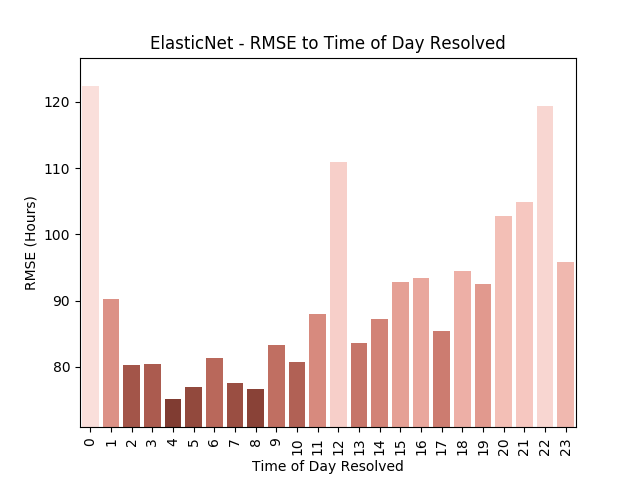 ElasticNet - RMSE to Time of Day Resolved
RMSE (Hours)
120
110
100
90
80
0 1 2 3 4 5 6 7 8 9 10 11 12 13 14 15 16 17 18 19 20 21 22 23
Time of Day Resolved